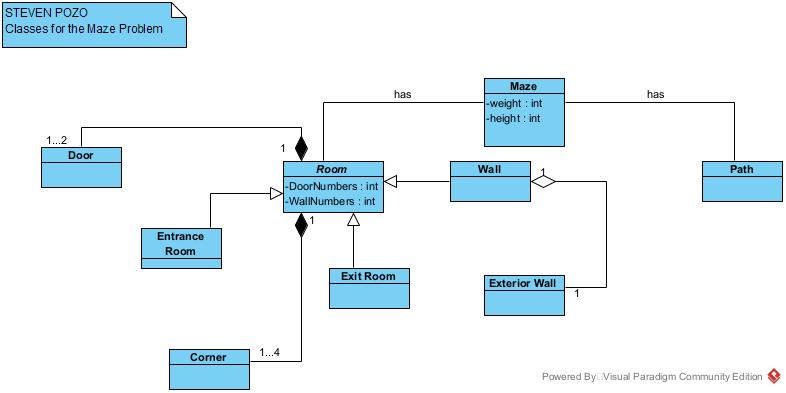 STEVEN POZO
Classes for the Maze Problem
Maze
-weight : int
-height : int
has
has
1...2
Door
1
Room
-DoorNumbers : int
-WallNumbers : int
Wall
1
Path
1
Entrance
Room
Exit Room
Exterior Wall
1
1...4
Corner
Powered By Visual Paradigm Community Edition